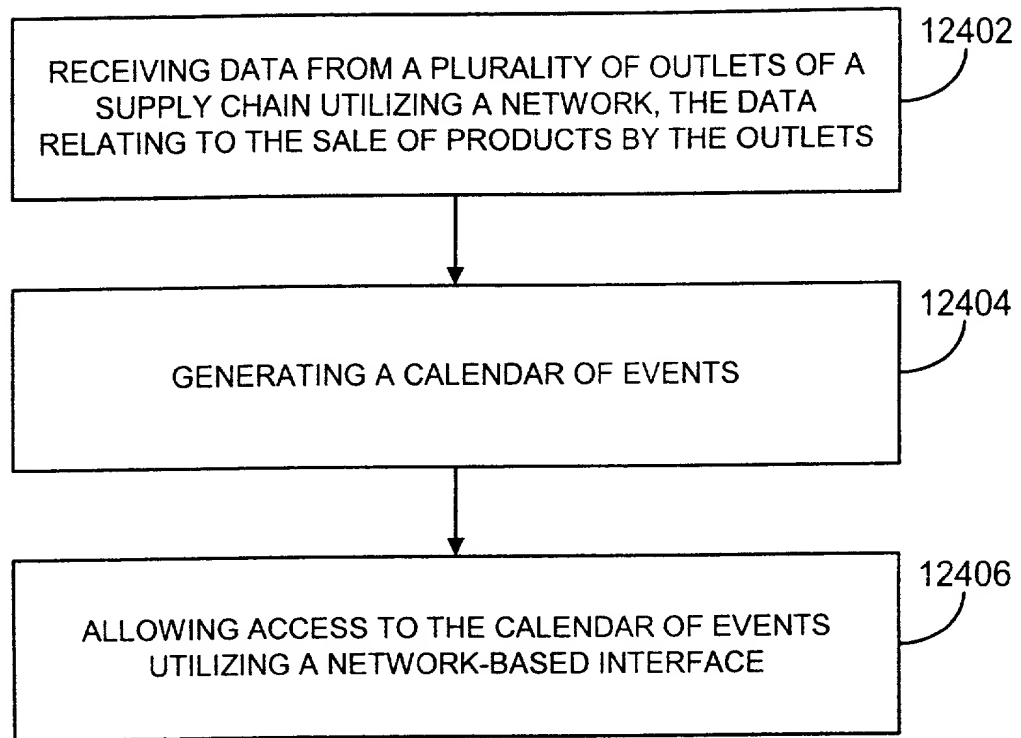 12402
RECEIVING DATA FROM A PLURALITY OF OUTLETS OF A
SUPPLY CHAIN UTILIZING A NETWORK, THE DATA
RELATING TO THE SALE OF PRODUCTS BY THE OUTLETS
12404
GENERATING A CALENDAR OF EVENTS
12406
ALLOWING ACCESS TO THE CALENDAR OF EVENTS
UTILIZING A NETWORK-BASED INTERFACE